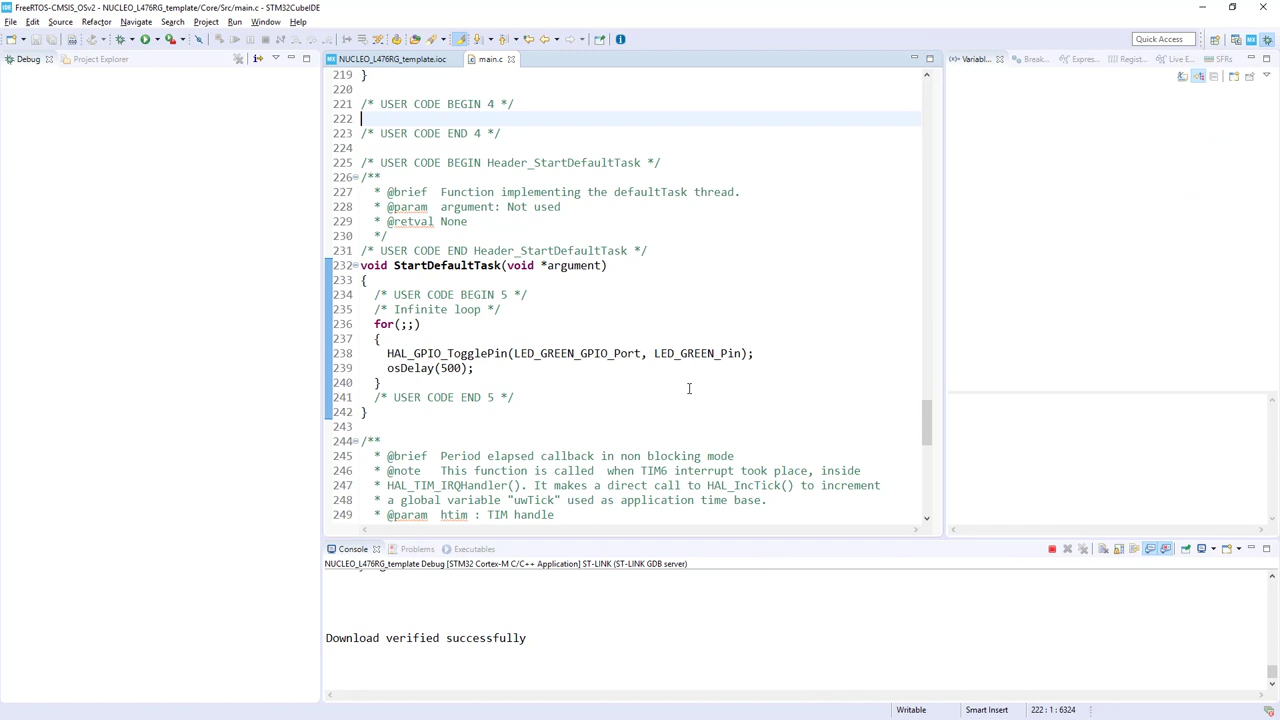 FreeRTOS-CMSIS_OSv2 - NUCLEO_L476RG_template/Core/Src/main.c - STM32CubeIDE
File Edit Source Refactor Navigate Search Project Run Window Help
Quick Access
Debug Project Explorer
NUCLEO_L476RG_template.ioc main.c
Variabl... Break... Expres... Regist... Live E... SFRs
219 }
220
221 /* USER CODE BEGIN 4 */
222
223 /* USER CODE END 4 */
224
225 /* USER CODE BEGIN Header_StartDefaultTask */
226 /**
227 * @brief Function implementing the defaultTask thread.
228 * @param argument: Not used
229 * @retval None
230 */
231 /* USER CODE END Header_StartDefaultTask */
232 void StartDefaultTask(void *argument)
233 {
234 /* USER CODE BEGIN 5 */
235 /* Infinite loop */
236 for(;;)
237 {
238 HAL_GPIO_TogglePin(LED_GREEN_GPIO_Port, LED_GREEN_Pin);
239 osDelay(500);
240 }
241 /* USER CODE END 5 */
242 }
243
244 /**
245 * @brief Period elapsed callback in non blocking mode
246 * @note This function is called when TIM6 interrupt took place, inside
247 * HAL_TIM_IRQHandler(). It makes a direct call to HAL_IncTick() to increment
248 * a global variable "uwTick" used as application time base.
249 * @param htim : TIM handle
Console Problems Executables
NUCLEO_L476RG_template Debug [STM32 Cortex-M C/C++ Application] ST-LINK (ST-LINK GDB server)
Download verified successfully
Writable Smart Insert 222 : 1 : 6324